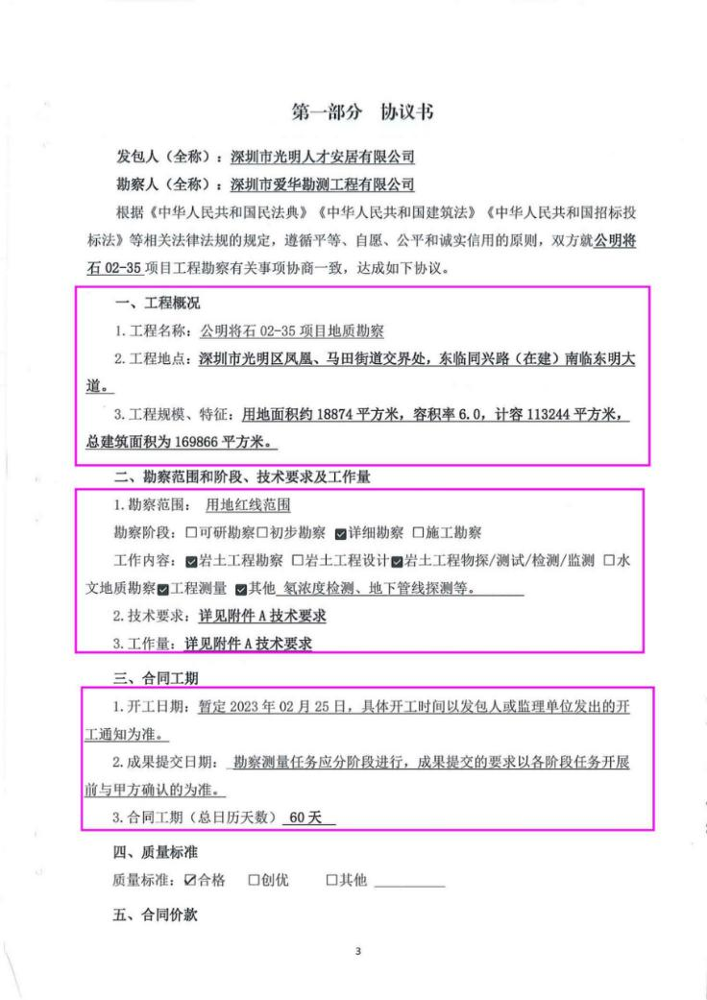 第一部分 协议书
发包人（全称）：深圳市光明人才安居有限公司
勘察人（全称）：深圳市爱华勘测工程有限公司
根据《中华人民共和国民法典》《中华人民共和国建筑法》《中华人民共和国招标投
标法》等相关法律法规的规定，遵循平等、自愿、公平和诚实信用的原则，双方就公明将
石 02-35 项目工程勘察有关事项协商一致，达成如下协议。
一、工程概况
1. 工程名称：公明将石 02-35 项目地质勘察
2. 工程地点：深圳市光明区凤凰、马田街道交界处，东临同兴路（在建）南临东明大
道。
3. 工程规模、特征：用地面积约 18874 平方米，容积率 6.0，计容 113244 平方米，
总建筑面积为 169866 平方米。
二、勘察范围和阶段、技术要求及工作量
1. 勘察范围： 用地红线范围
勘察阶段：☐可研勘察☐初步勘察 ☑详细勘察 ☐施工勘察
工作内容：☑岩土工程勘察 ☐岩土工程设计☑岩土工程物探/测试/检测/监测 ☐水
文地质勘察☑工程测量 ☑其他 氡浓度检测、地下管线探测等。
2. 技术要求：详见附件 A 技术要求
3. 工作量：详见附件 A 技术要求
三、合同工期
1. 开工日期：暂定 2023 年 02 月 25 日，具体开工时间以发包人或监理单位发出的开
工通知为准。
2. 成果提交日期： 勘察测量任务应分阶段进行，成果提交的要求以各阶段任务开展
前与甲方确认的为准。
3. 合同工期（总日历天数） 60 天
四、质量标准
质量标准：☑合格 ☐创优 ☐其他
五、合同价款
3